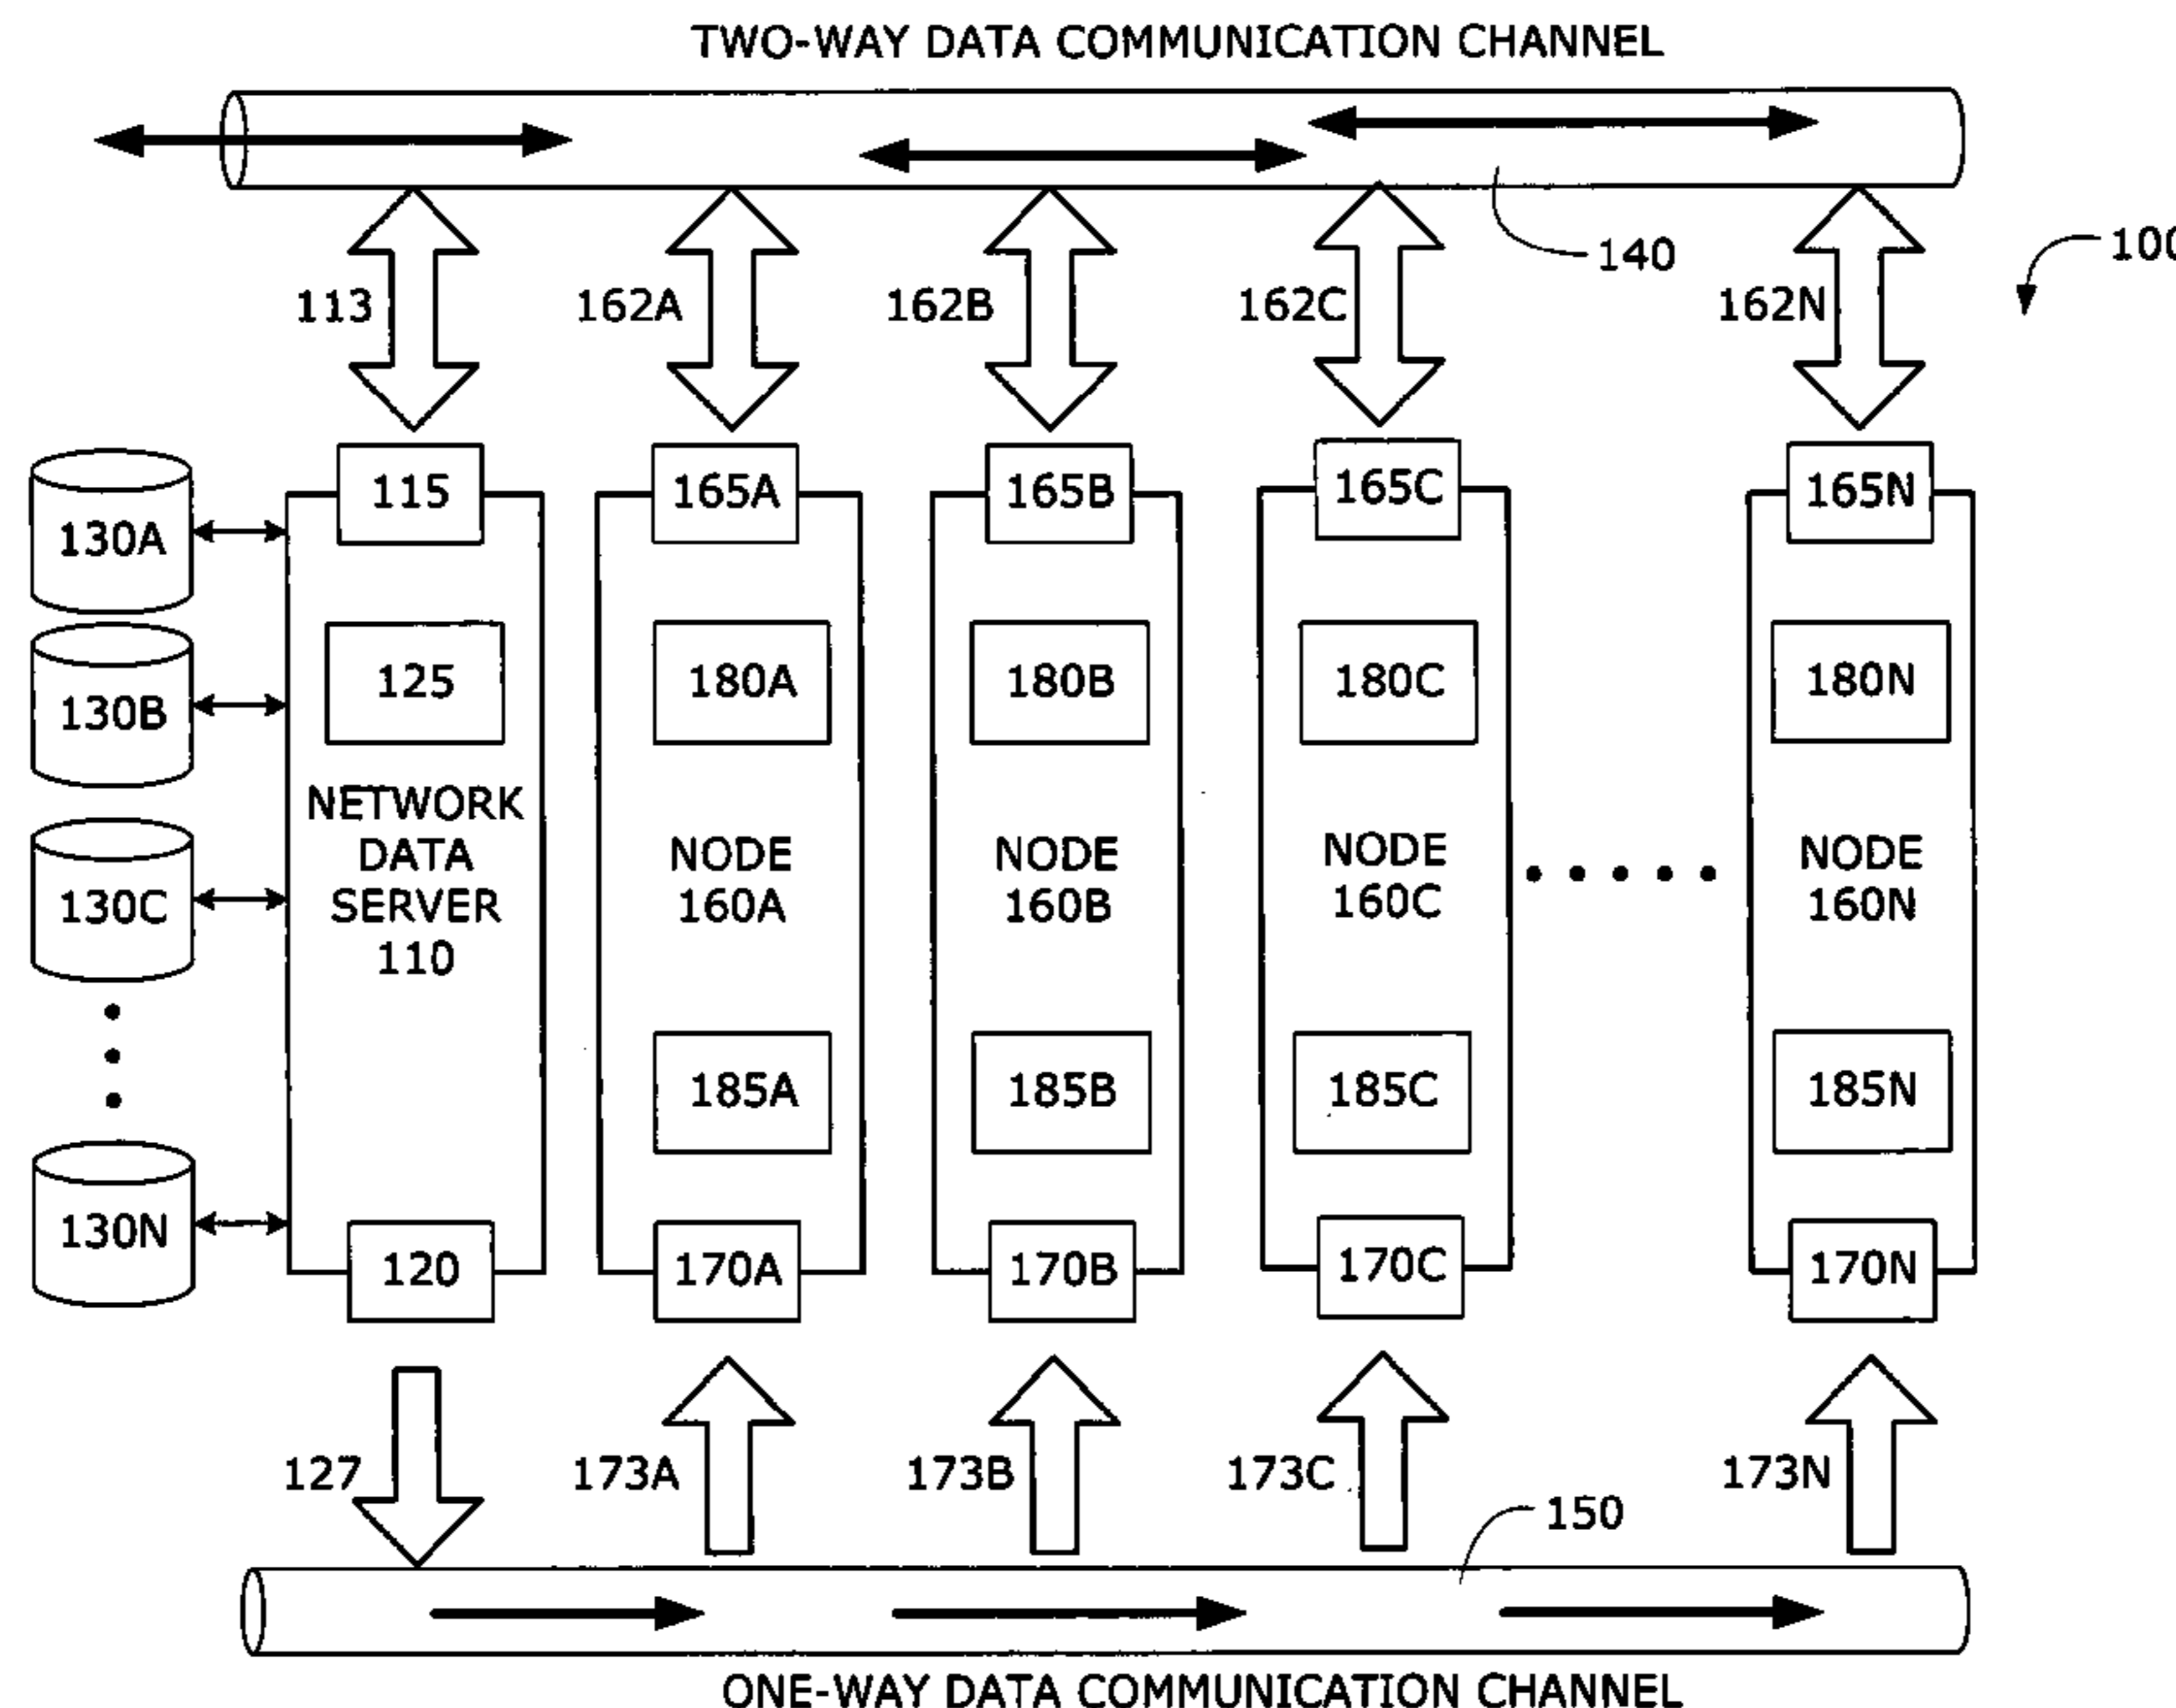 TWO-WAY DATA COMMUNICATION CHANNEL
140
100
113
162A
162B
162C
162N
115
165A
165B
165C
165N
130A
130B
130C
130N
125
180A
180B
180C
180N
NETWORK
DATA
SERVER
110
NODE
160A
NODE
160B
NODE
160C
NODE
160N
185A
185B
185C
185N
120
170A
170B
170C
170N
127
173A
173B
173C
173N
150
ONE-WAY DATA COMMUNICATION CHANNEL